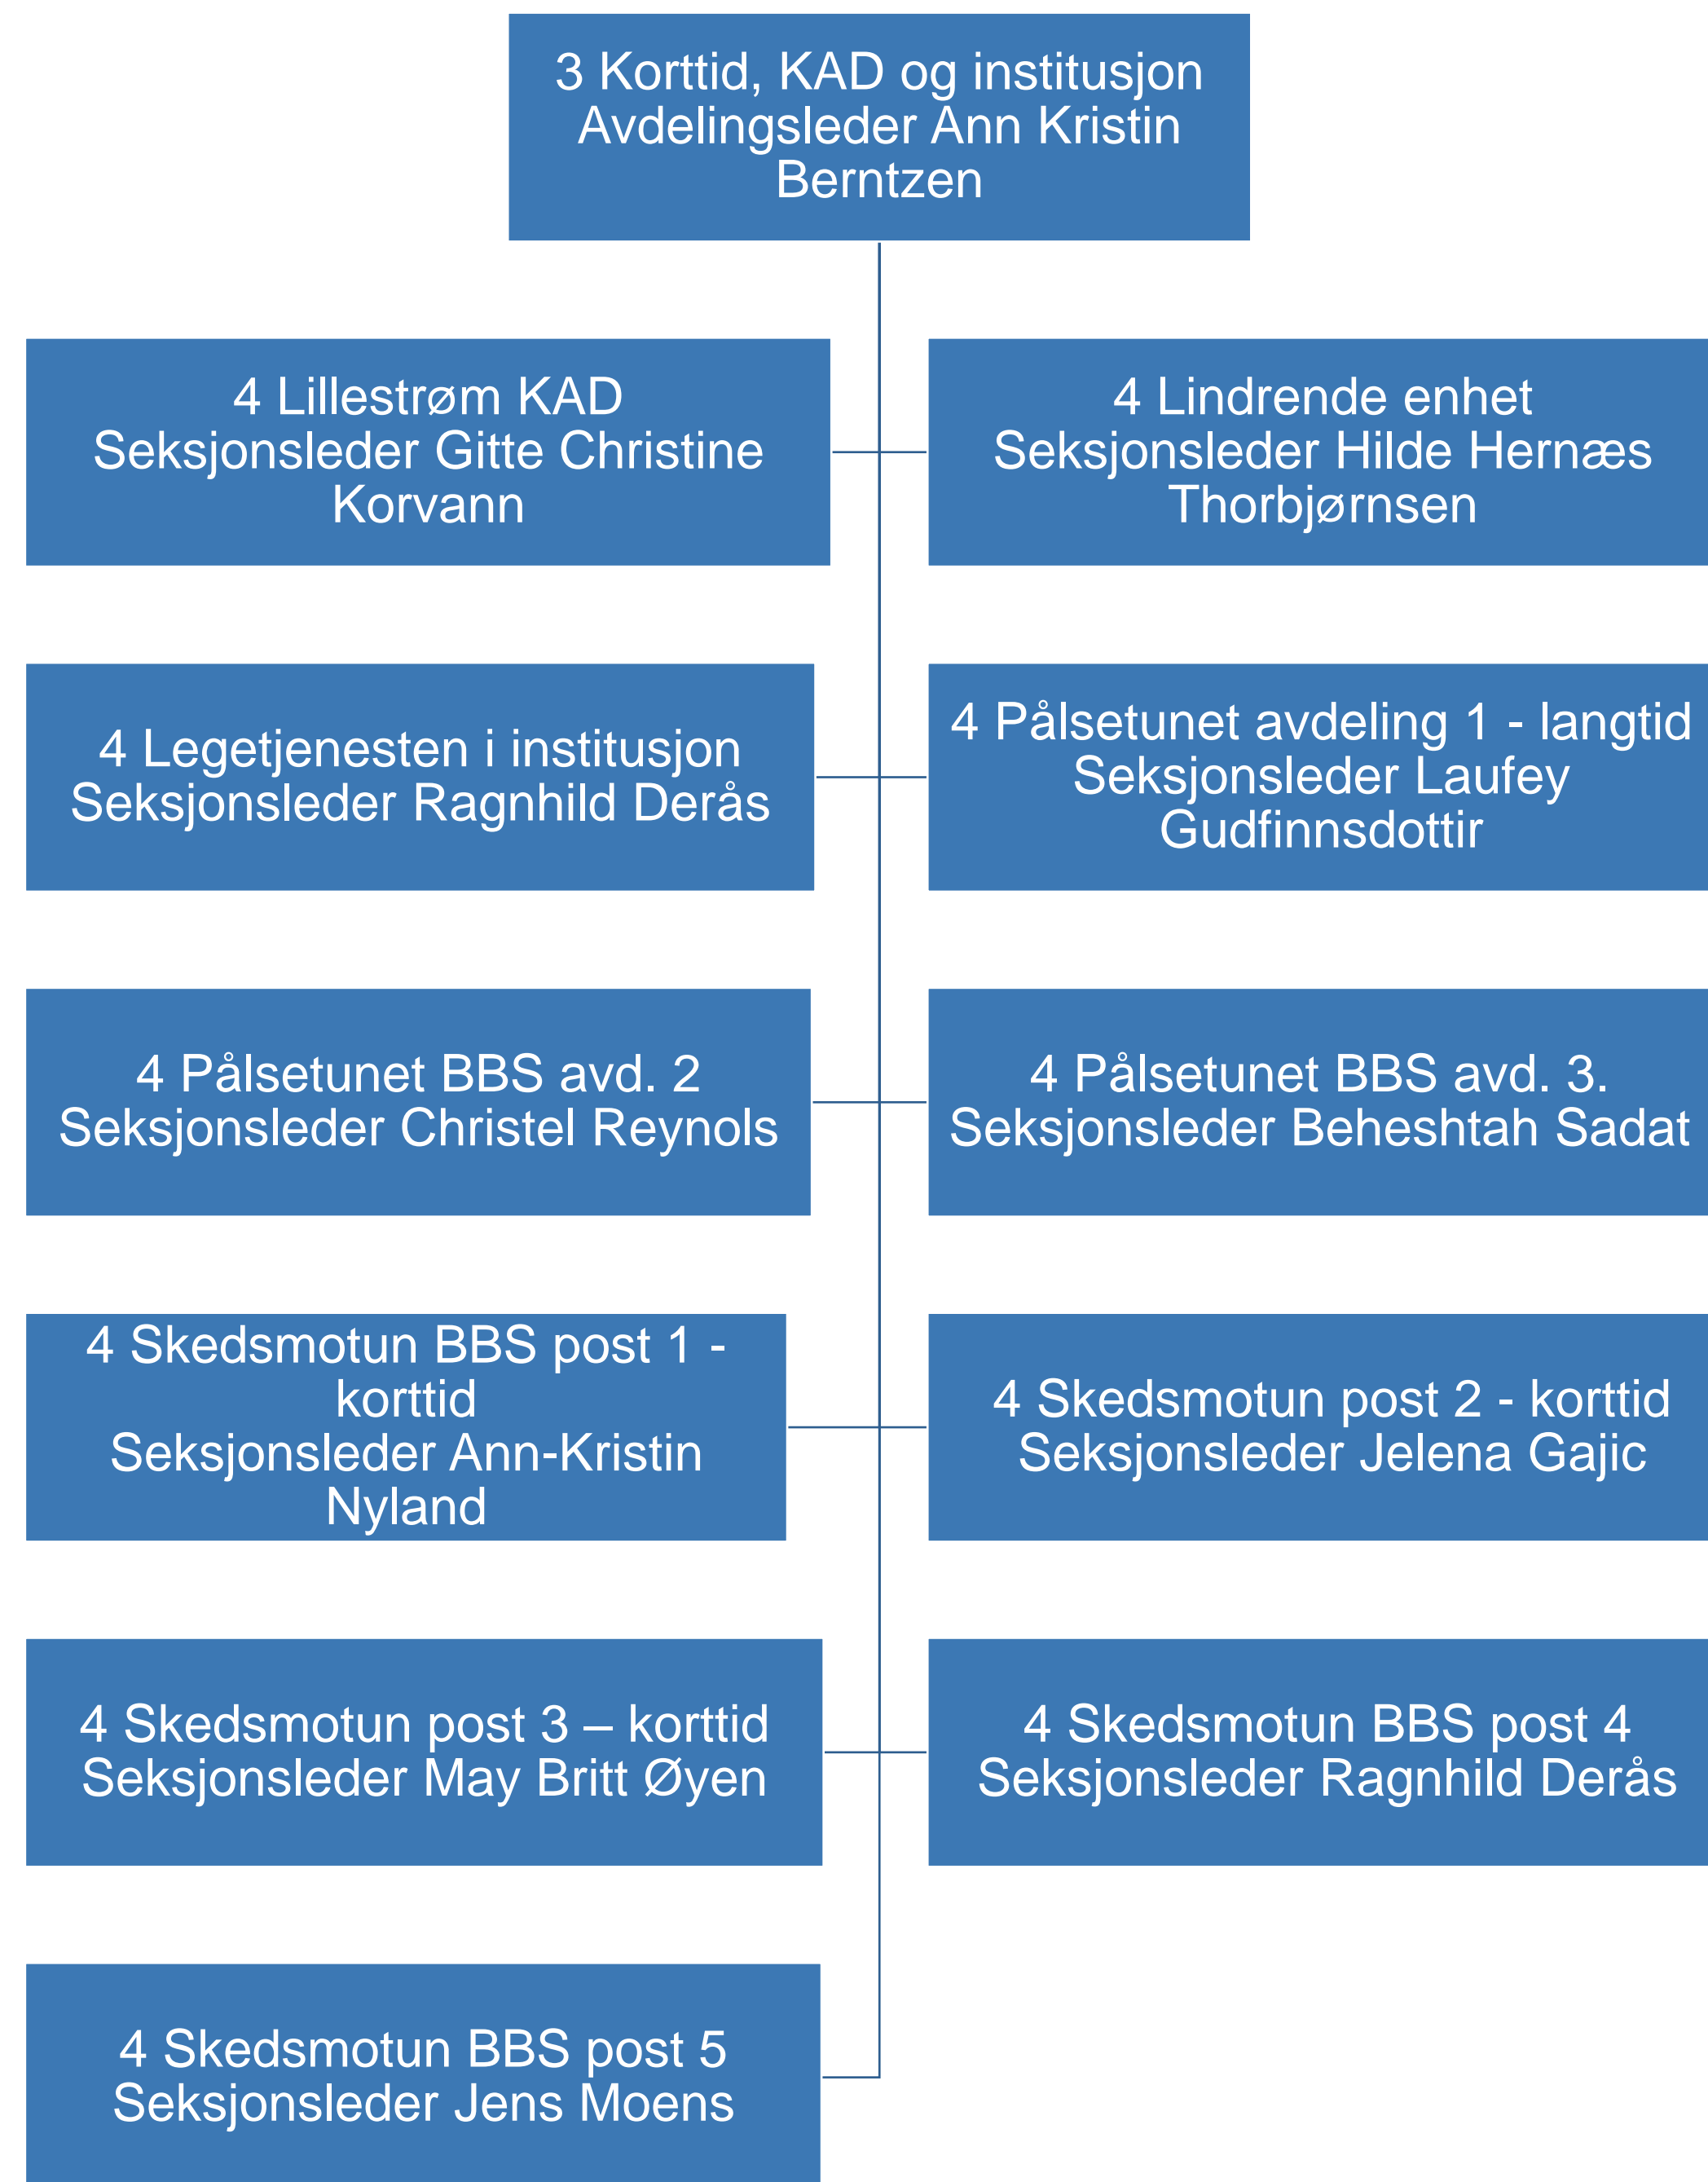 3 Korttid, KAD og institusjon
Avdelingsleder Ann Kristin
Berntzen
4 Lillestrøm KAD
Seksjonsleder Gitte Christine
Korvann
4 Lindrende enhet
Seksjonsleder Hilde Hernæs
Thorbjørnsen
4 Legetjenesten i institusjon
Seksjonsleder Ragnhild Derås
4 Pålsetunet avdeling 1 - langtid
Seksjonsleder Laufey
Gudfinnsdottir
4 Pålsetunet BBS avd. 2
Seksjonsleder Christel Reynols
4 Pålsetunet BBS avd. 3.
Seksjonsleder Beheshtah Sadat
4 Skedsmotun BBS post 1 -
korttid
Seksjonsleder Ann-Kristin
Nyland
4 Skedsmotun post 2 - korttid
Seksjonsleder Jelena Gajic
4 Skedsmotun post 3 – korttid
Seksjonsleder May Britt Øyen
4 Skedsmotun BBS post 4
Seksjonsleder Ragnhild Derås
4 Skedsmotun BBS post 5
Seksjonsleder Jens Moens